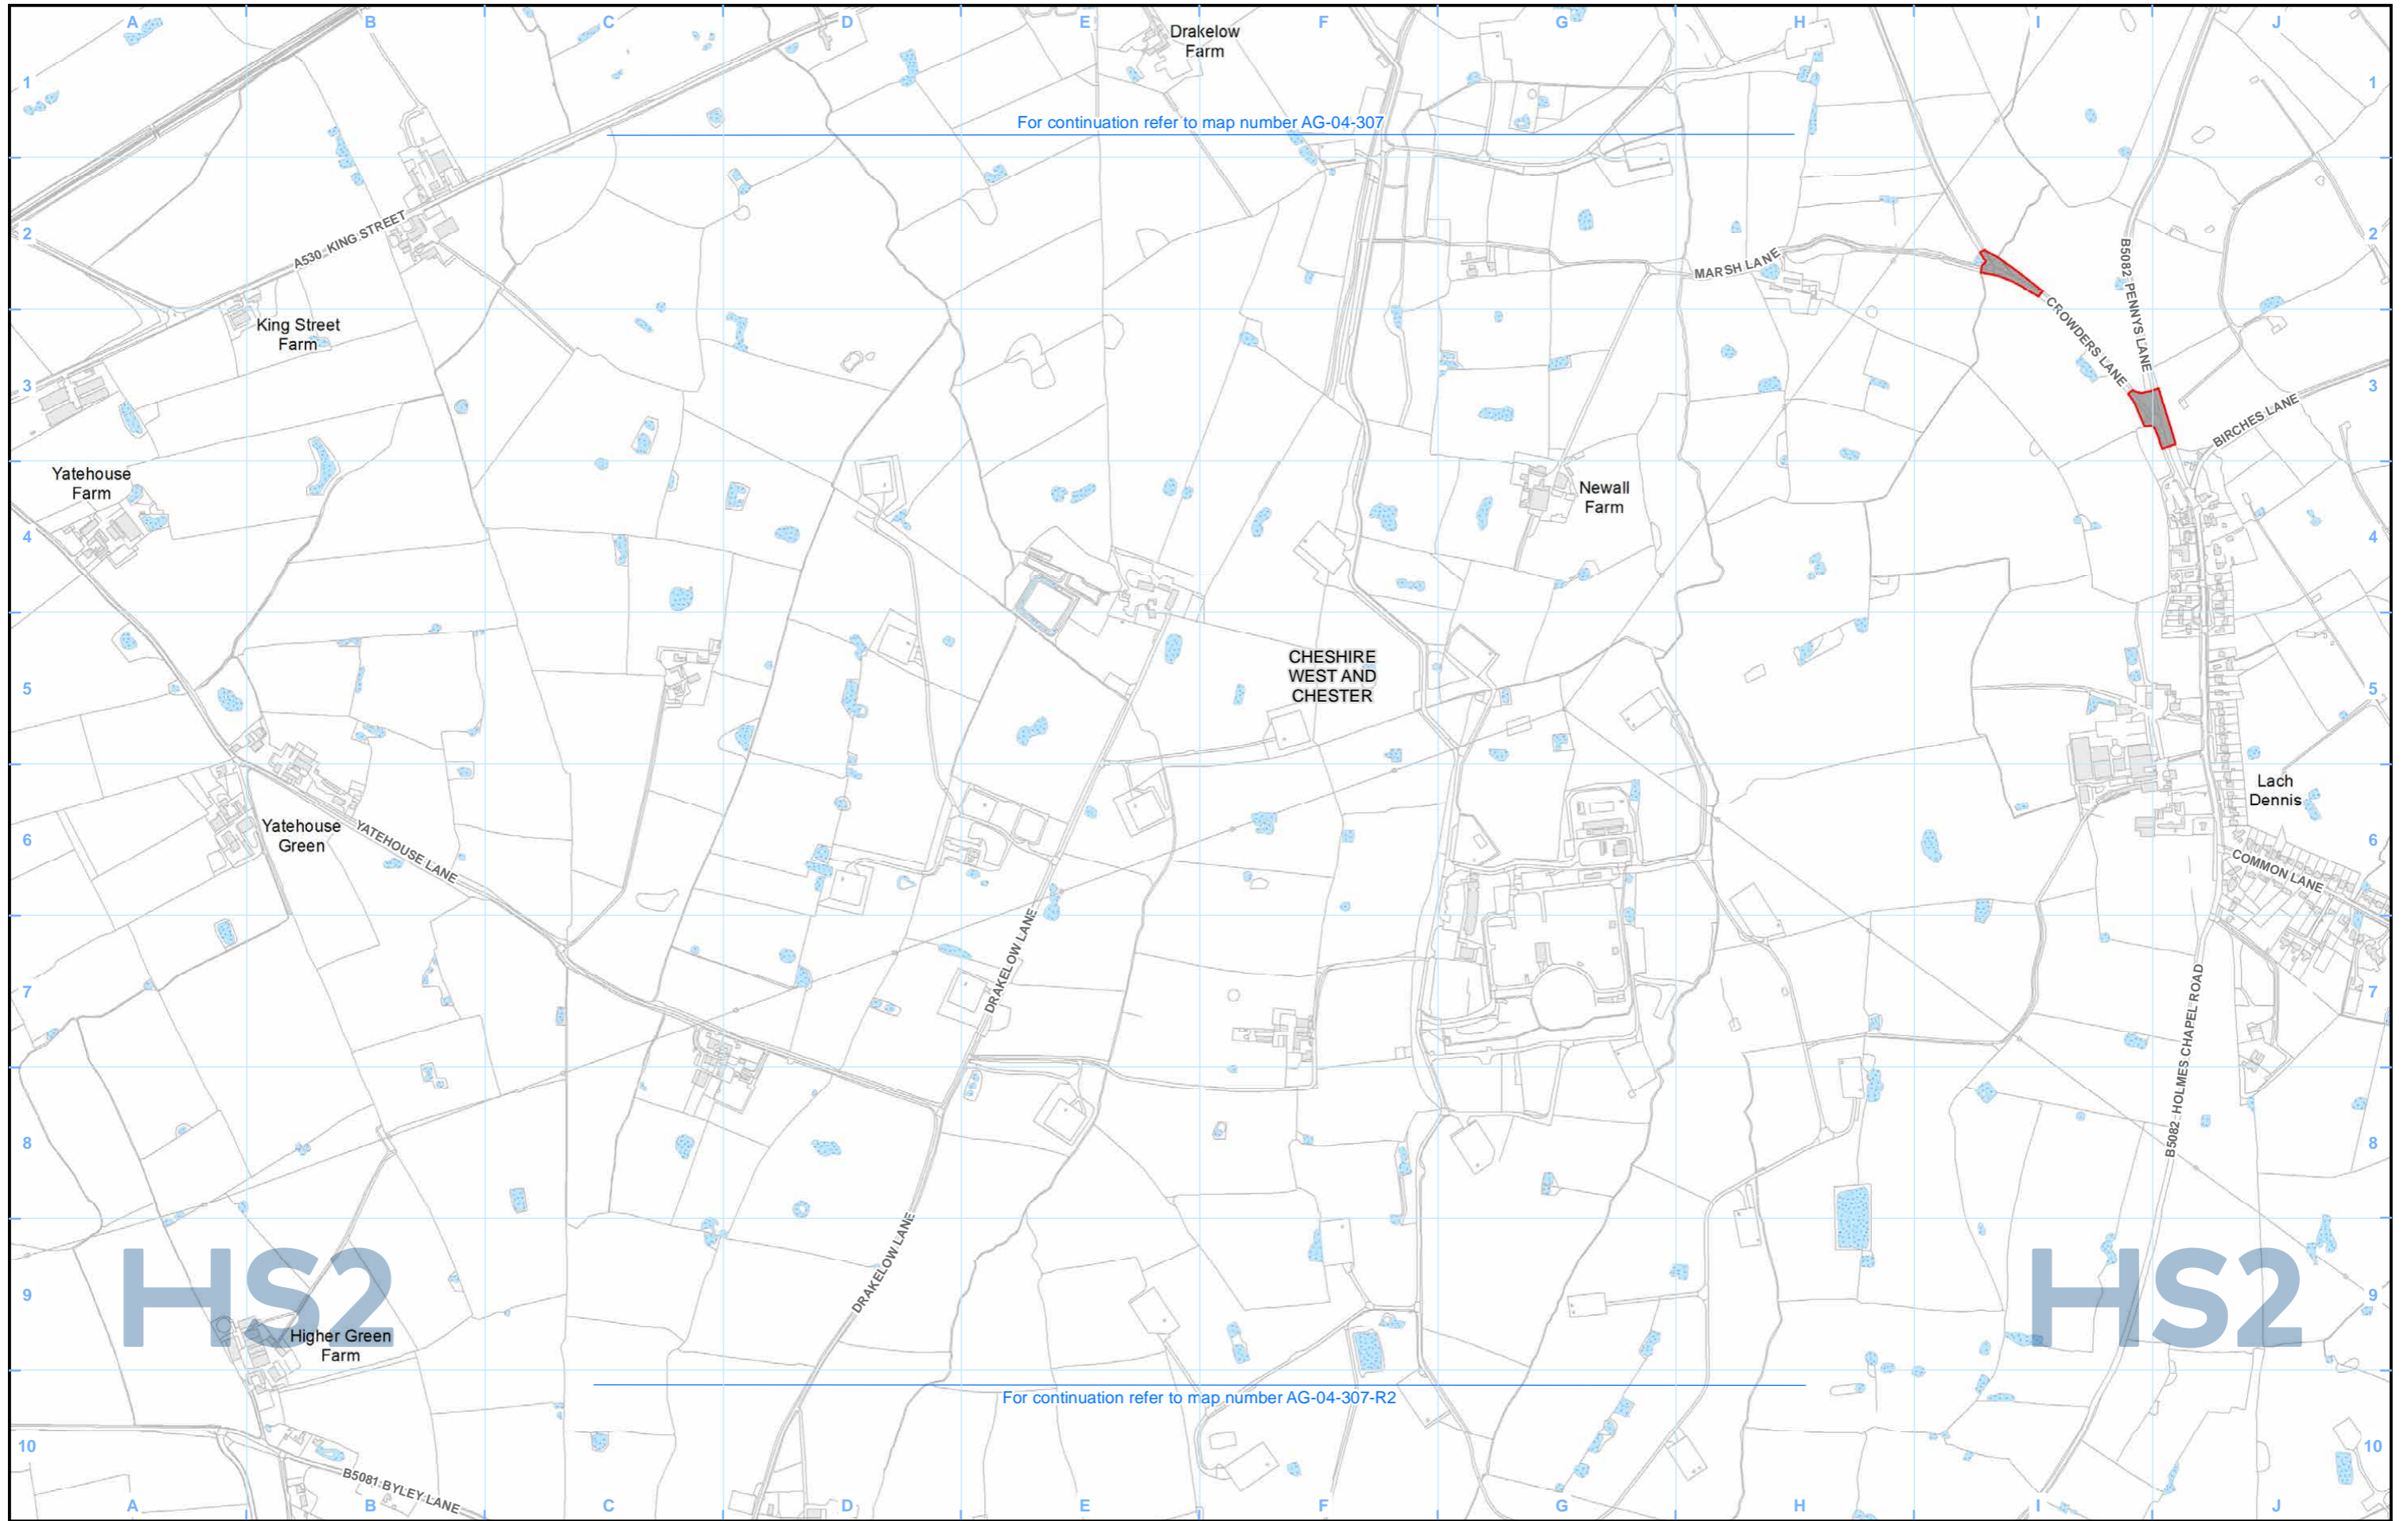 A B C D E F G H I J
Drakelow
Farm
1 1
For continuation refer to map number AG-04-307
2 2
A530 KING STREET
MARSH LANE
B5082 PENNYS LANE
King Street
Farm
CROWDERS LANE
3 3
BIRCHES LANE
Yatehouse
Farm
Newall
Farm
4 4
CHESHIRE
WEST AND
CHESTER
5 5
Lach
Dennis
Yatehouse
Green
YATEHOUSE LANE
6 6
COMMON LANE
DRAKELOW LANE
7 7
B5082 HOLMES CHAPEL ROAD
8 8
DRAKELOW LANE
HS2 HS2
9 9
Higher Green
Farm
For continuation refer to map number AG-04-307-R2
10 10
B5081 BYLEY LANE
A B C D E F G H I J